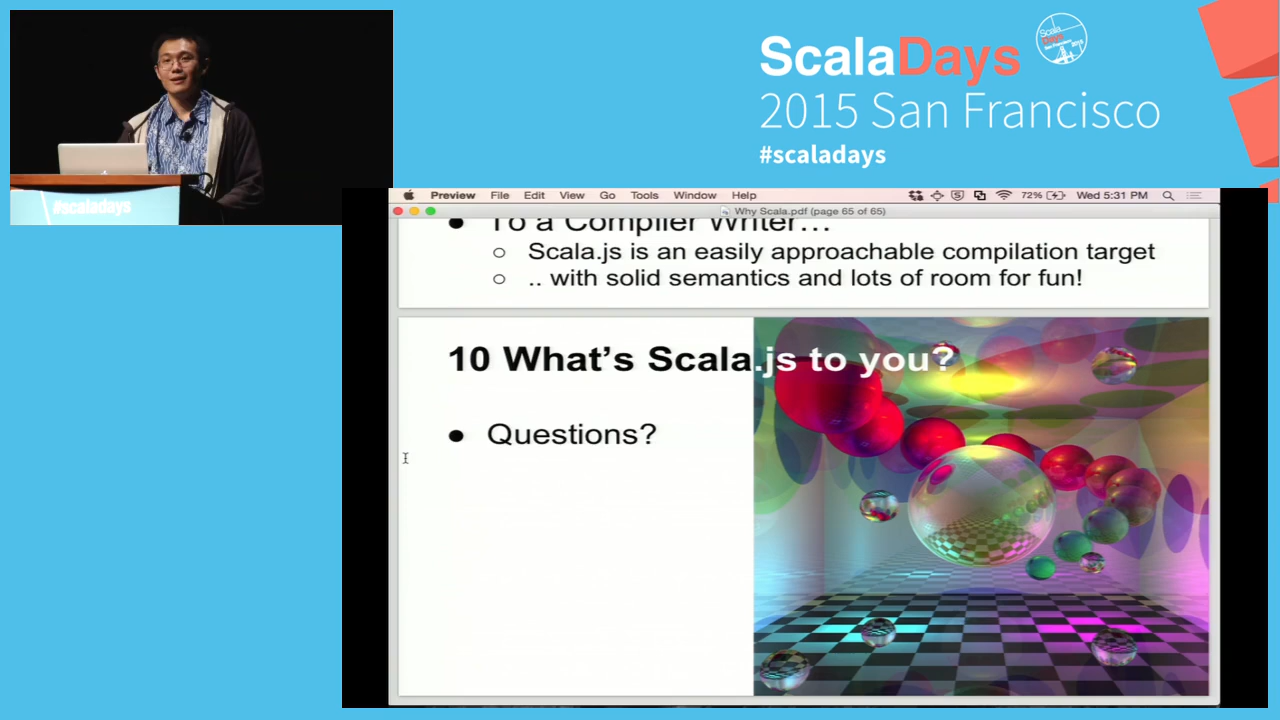 ScalaDays
2015 San Francisco
#scaladays
#scaladays
Preview File Edit View Go Tools Window Help 72% Wed 5:31 PM
Why Scala.pdf (page 65 of 65)
● To a Compiler Writer…
○ Scala.js is an easily approachable compilation target
○ .. with solid semantics and lots of room for fun!
10 What's Scala.js to you?
● Questions?